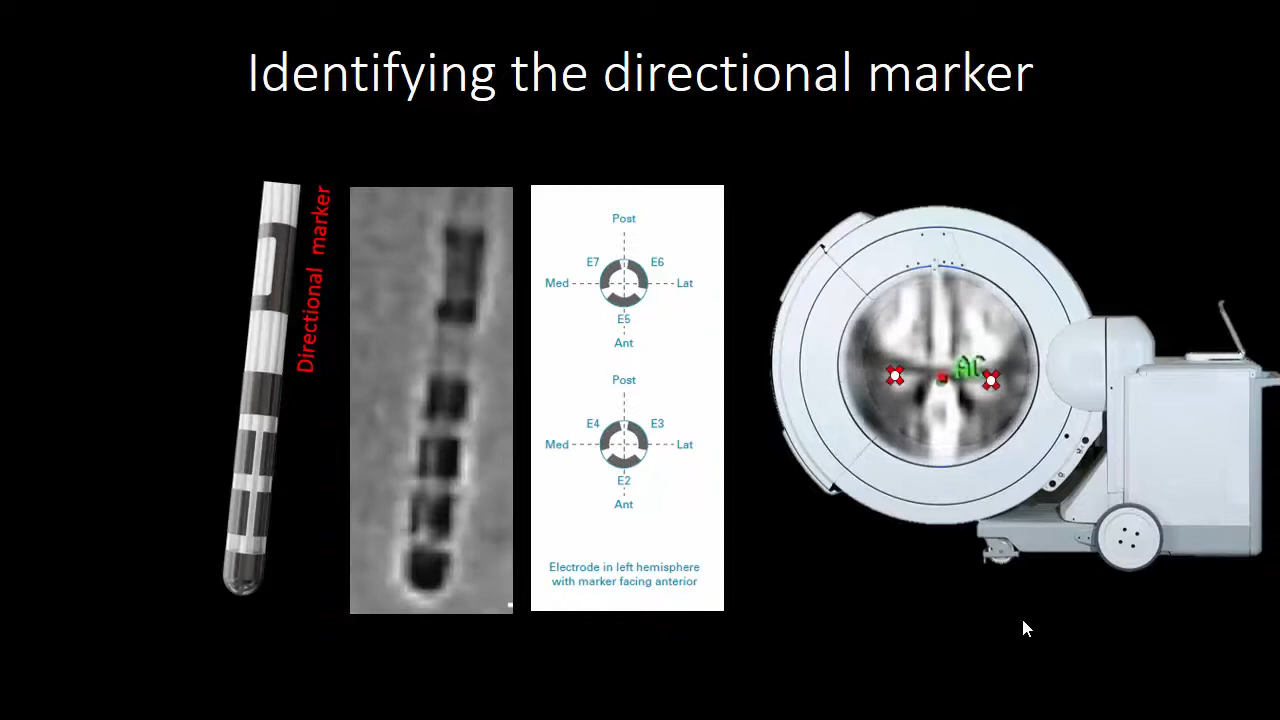 Identifying the directional marker
Directional marker
Post
E7
E6
Med
Lat
E5
Ant
Post
E4
E3
Med
Lat
E2
Ant
Electrode in left hemisphere
with marker facing anterior
AC